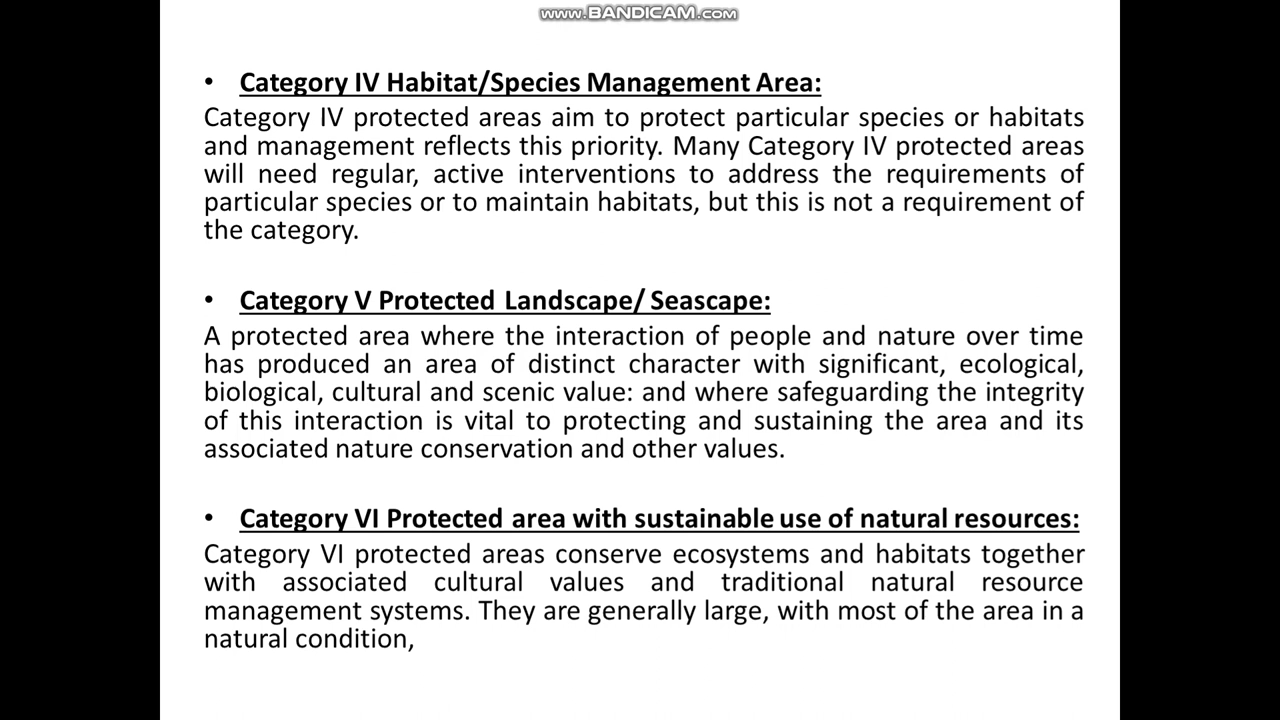 www.BANDICAM.com
• Category IV Habitat/Species Management Area:
Category IV protected areas aim to protect particular species or habitats
and management reflects this priority. Many Category IV protected areas
will need regular, active interventions to address the requirements of
particular species or to maintain habitats, but this is not a requirement of
the category.
• Category V Protected Landscape/ Seascape:
A protected area where the interaction of people and nature over time
has produced an area of distinct character with significant, ecological,
biological, cultural and scenic value: and where safeguarding the integrity
of this interaction is vital to protecting and sustaining the area and its
associated nature conservation and other values.
• Category VI Protected area with sustainable use of natural resources:
Category VI protected areas conserve ecosystems and habitats together
with associated cultural values and traditional natural resource
management systems. They are generally large, with most of the area in a
natural condition,